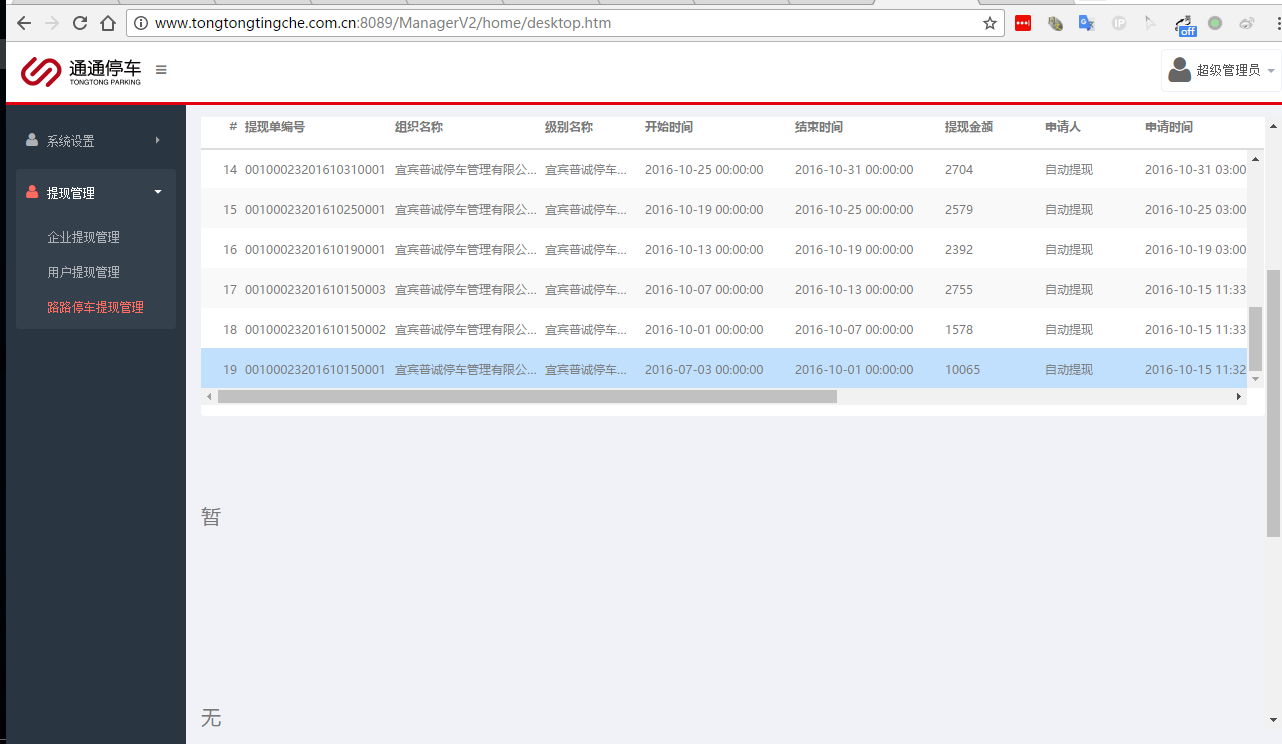 www.tongtongtingche.com.cn:8089/ManagerV2/home/desktop.htm
off
通通停车
TONGTONG PARKING
超级管理员
系统设置
提现管理
企业提现管理
用户提现管理
路路停车提现管理
# 提现单编号 组织名称 级别名称 开始时间 结束时间 提现金额 申请人 申请时间
14 00100023201610310001 宜宾普诚停车管理有限公... 宜宾普诚停车... 2016-10-25 00:00:00 2016-10-31 00:00:00 2704 自动提现 2016-10-31 03:00
15 00100023201610250001 宜宾普诚停车管理有限公... 宜宾普诚停车... 2016-10-19 00:00:00 2016-10-25 00:00:00 2579 自动提现 2016-10-25 03:00
16 00100023201610190001 宜宾普诚停车管理有限公... 宜宾普诚停车... 2016-10-13 00:00:00 2016-10-19 00:00:00 2392 自动提现 2016-10-19 03:00
17 00100023201610150003 宜宾普诚停车管理有限公... 宜宾普诚停车... 2016-10-07 00:00:00 2016-10-13 00:00:00 2755 自动提现 2016-10-15 11:33
18 00100023201610150002 宜宾普诚停车管理有限公... 宜宾普诚停车... 2016-10-01 00:00:00 2016-10-07 00:00:00 1578 自动提现 2016-10-15 11:33
19 00100023201610150001 宜宾普诚停车管理有限公... 宜宾普诚停车... 2016-07-03 00:00:00 2016-10-01 00:00:00 10065 自动提现 2016-10-15 11:32
暂
无